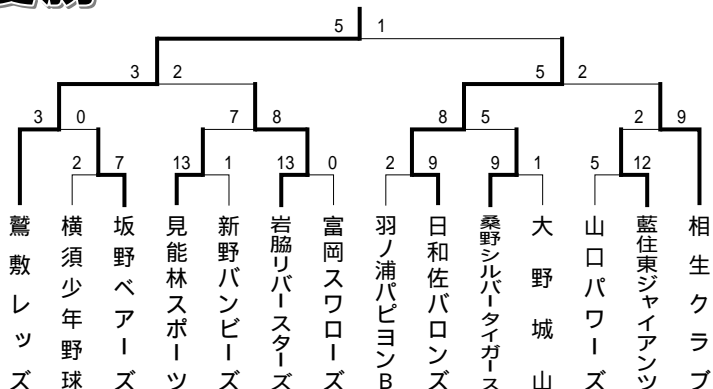 5 1
3 2 5 2
3 0 7 8 8 5 2 9
2 7 13 1 13 0 2 9 9 1 5 12
鷲敷レッズ
横須少年野球
坂野ベアーズ
見能林スポーツ
新野バンビーズ
岩脇リバースターズ
富岡スワローズ
羽ノ浦パピヨンB
日和佐バロンズ
桑野シルバータイガース
大野城山
山口パワーズ
藍住東ジャイアンツ
相生クラブ